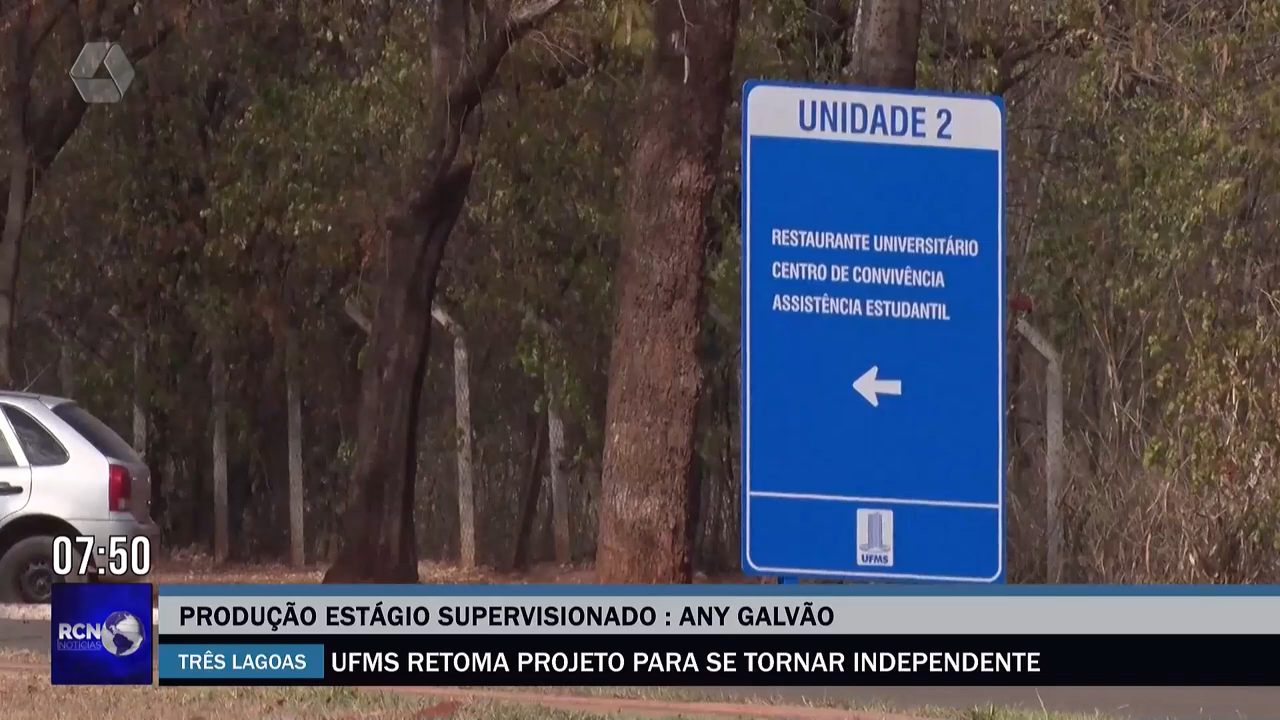 UNIDADE 2
RESTAURANTE UNIVERSITÁRIO
CENTRO DE CONVIVÊNCIA
ASSISTÊNCIA ESTUDANTIL
UFMS
07:50
RCN
NOTÍCIAS
PRODUÇÃO ESTÁGIO SUPERVISIONADO : ANY GALVÃO
TRÊS LAGOAS
UFMS RETOMA PROJETO PARA SE TORNAR INDEPENDENTE